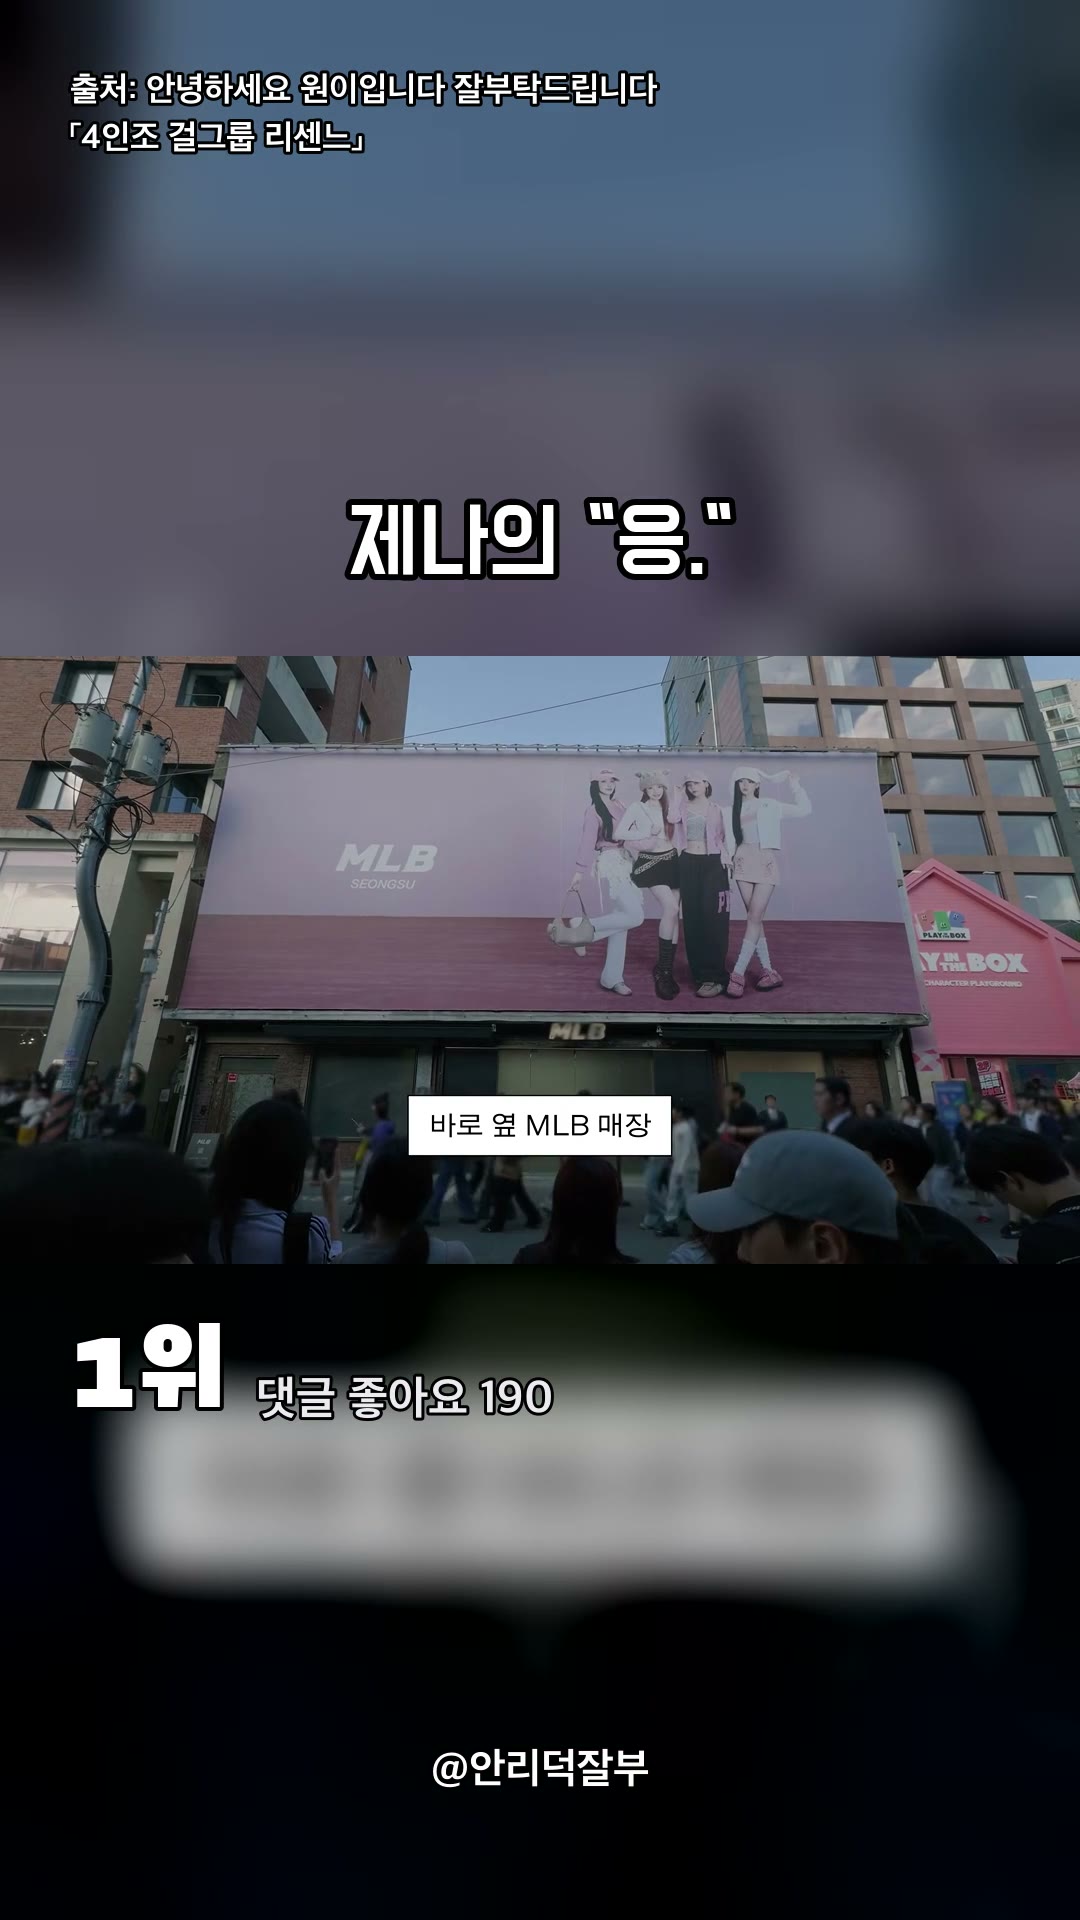 출처: 안녕하세요 원이입니다 잘부탁드립니다
「4인조 걸그룹 리센느」
제나의 "응."
MLB
SEONGSU
PLAY IN THE BOX
Y IN THE BOX
CHARACTER PLAYGROUND
MLB
바로 옆 MLB 매장
1위
댓글 좋아요 190
@안리덕잘부